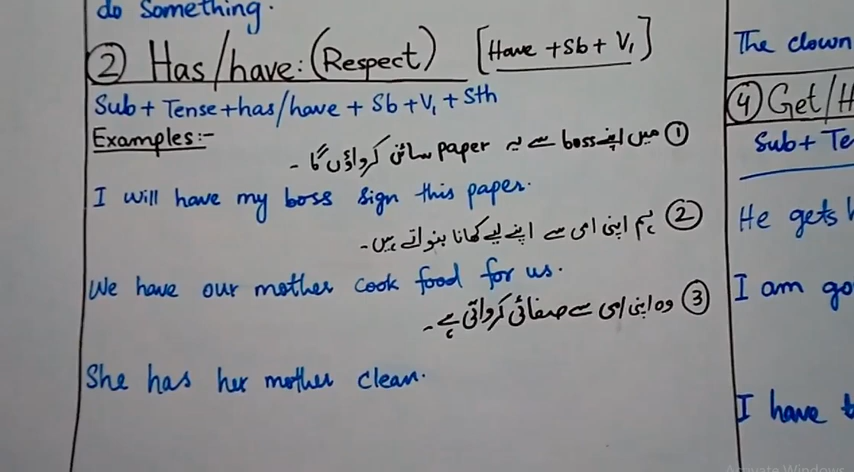 do something.
② Has/have: (Respect) [Have + Sb + V₁]
Sub + Tense + has/have + Sb + V₁ + Sth
Examples:-
① میں اپنے boss سے یہ paper سائن کرواؤں گا ۔
I will have my boss sign this paper.
② ہم اپنی امی سے اپنے لیے کھانا بنواتے ہیں۔
We have our mother cook food for us.
③ وہ اپنی امی سے صفائی کرواتی ہے۔
She has her mother clean.
The clown
④ Get/H
Sub + Te
He gets h
I am go
I have t
Activate Windows